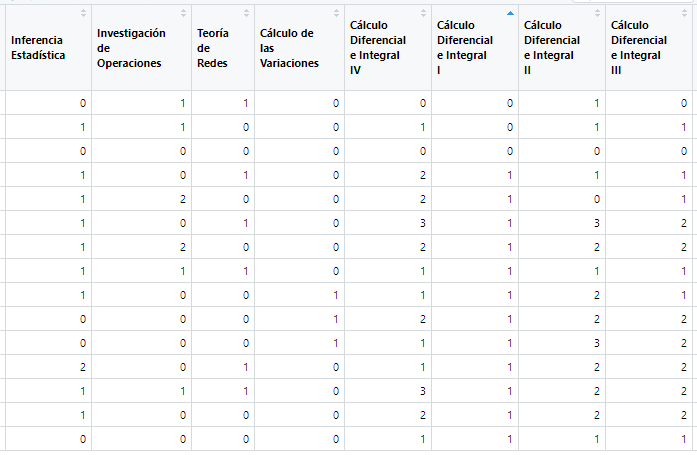 Inferencia Estadística | Investigación de Operaciones | Teoría de Redes | Cálculo de las Variaciones | Cálculo Diferencial e Integral IV | Cálculo Diferencial e Integral I | Cálculo Diferencial e Integral II | Cálculo Diferencial e Integral III
0 1 1 0 0 0 1 0
1 1 0 0 1 0 1 1
0 0 0 0 0 0 0 0
1 0 1 0 2 1 1 1
1 2 0 0 2 1 0 1
1 0 1 0 3 1 3 2
1 2 0 0 2 1 2 2
1 1 1 0 1 1 1 1
1 0 0 1 1 1 2 1
0 0 0 1 2 1 2 2
0 0 0 1 1 1 3 2
2 0 1 0 1 1 2 2
1 1 1 0 3 1 2 2
1 0 0 0 2 1 2 2
0 0 0 0 1 1 1 1